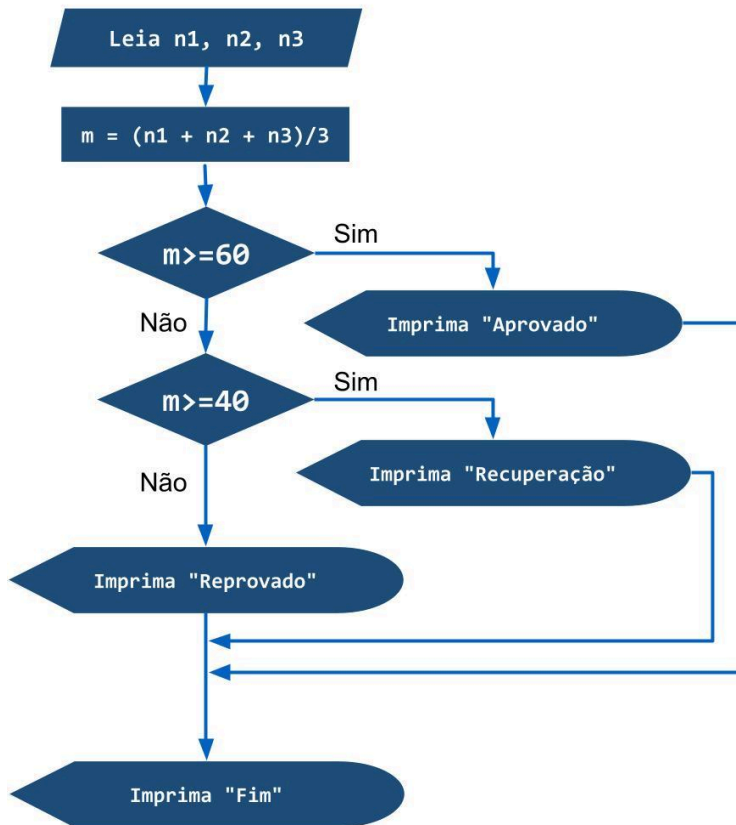 Leia n1, n2, n3
m = (n1 + n2 + n3)/3
m>=60
Sim
Imprima "Aprovado"
Não
m>=40
Sim
Imprima "Recuperação"
Não
Imprima "Reprovado"
Imprima "Fim"